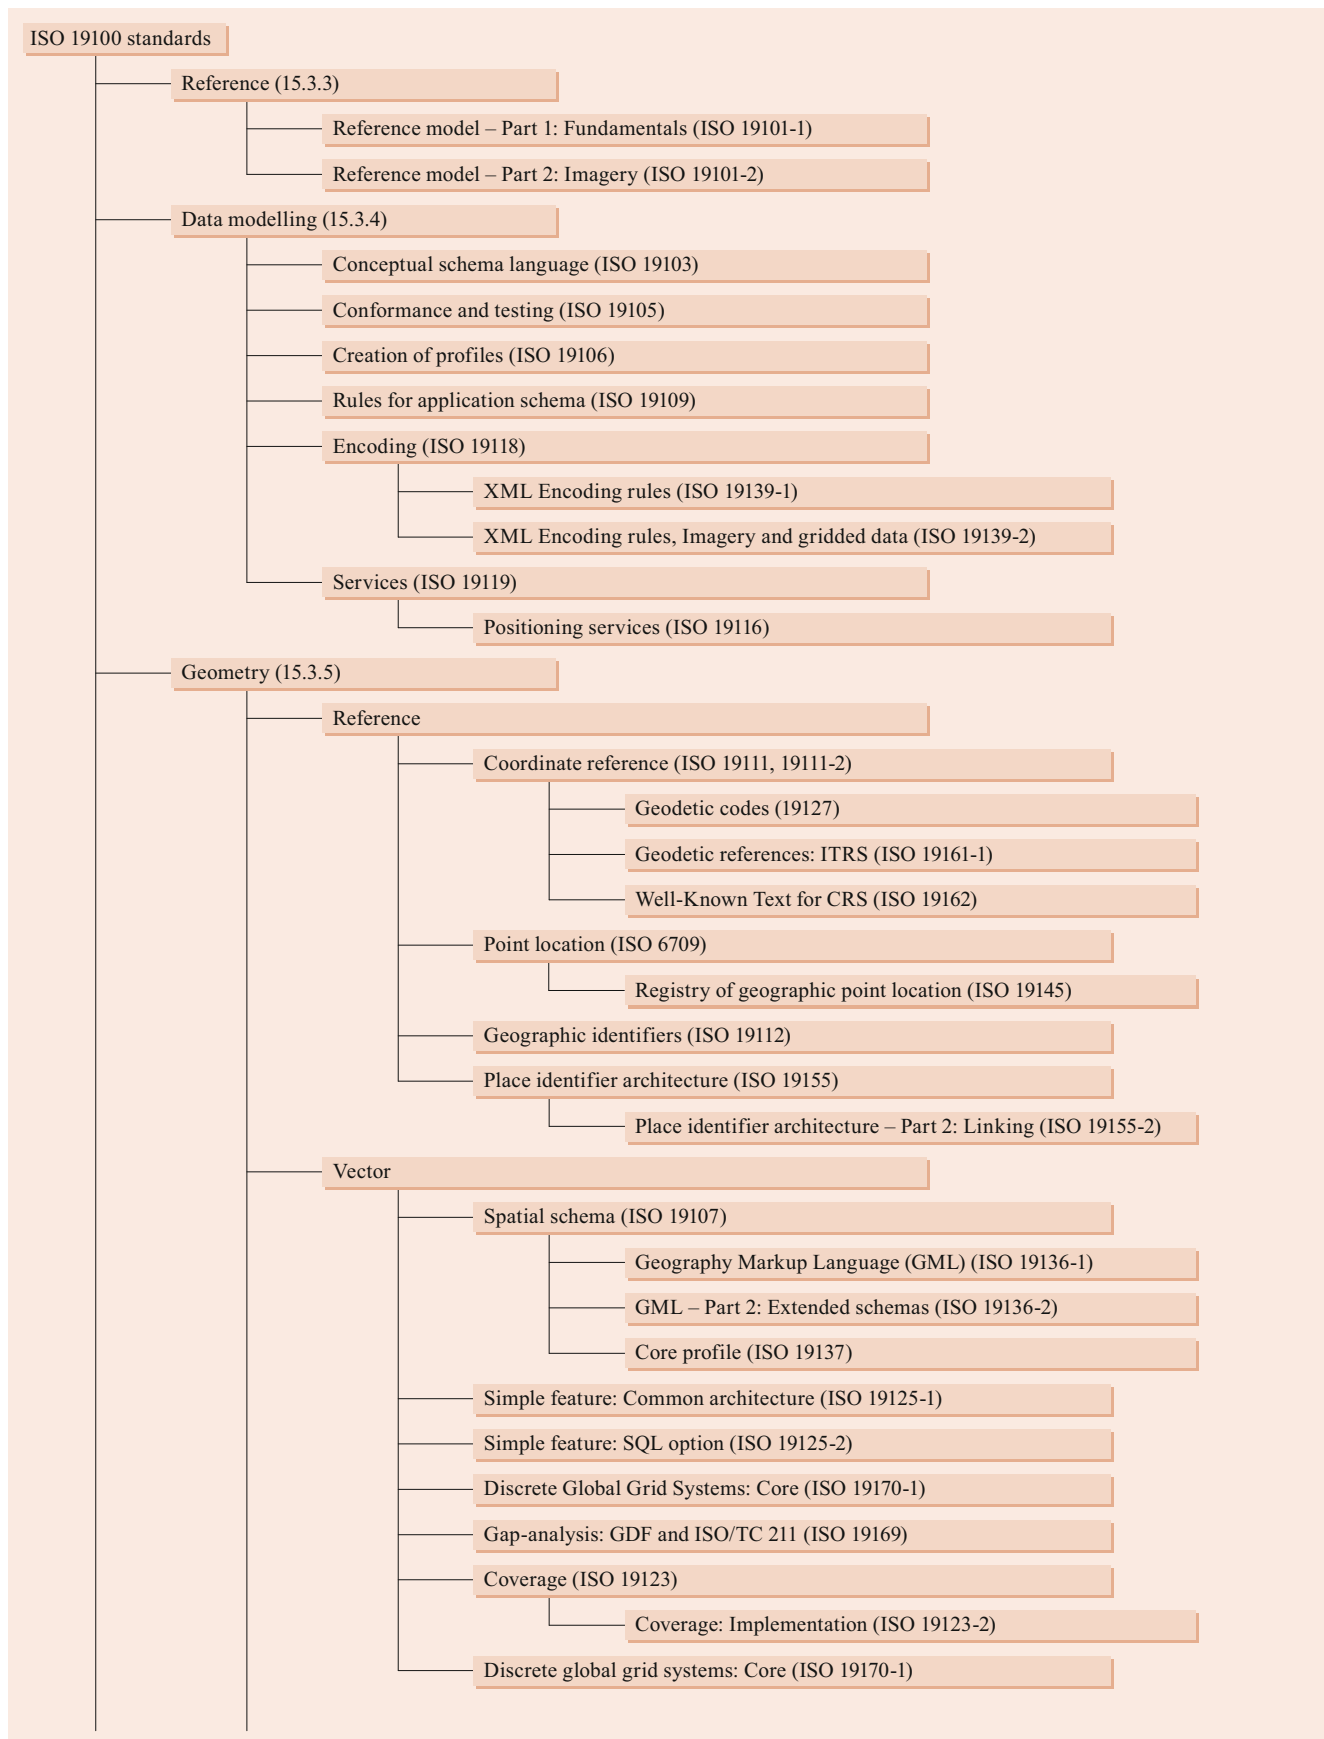 ISO 19100 standards
Reference (15.3.3)
Reference model – Part 1: Fundamentals (ISO 19101-1)
Reference model – Part 2: Imagery (ISO 19101-2)
Data modelling (15.3.4)
Conceptual schema language (ISO 19103)
Conformance and testing (ISO 19105)
Creation of profiles (ISO 19106)
Rules for application schema (ISO 19109)
Encoding (ISO 19118)
XML Encoding rules (ISO 19139-1)
XML Encoding rules, Imagery and gridded data (ISO 19139-2)
Services (ISO 19119)
Positioning services (ISO 19116)
Geometry (15.3.5)
Reference
Coordinate reference (ISO 19111, 19111-2)
Geodetic codes (19127)
Geodetic references: ITRS (ISO 19161-1)
Well-Known Text for CRS (ISO 19162)
Point location (ISO 6709)
Registry of geographic point location (ISO 19145)
Geographic identifiers (ISO 19112)
Place identifier architecture (ISO 19155)
Place identifier architecture – Part 2: Linking (ISO 19155-2)
Vector
Spatial schema (ISO 19107)
Geography Markup Language (GML) (ISO 19136-1)
GML – Part 2: Extended schemas (ISO 19136-2)
Core profile (ISO 19137)
Simple feature: Common architecture (ISO 19125-1)
Simple feature: SQL option (ISO 19125-2)
Discrete Global Grid Systems: Core (ISO 19170-1)
Gap-analysis: GDF and ISO/TC 211 (ISO 19169)
Coverage (ISO 19123)
Coverage: Implementation (ISO 19123-2)
Discrete global grid systems: Core (ISO 19170-1)